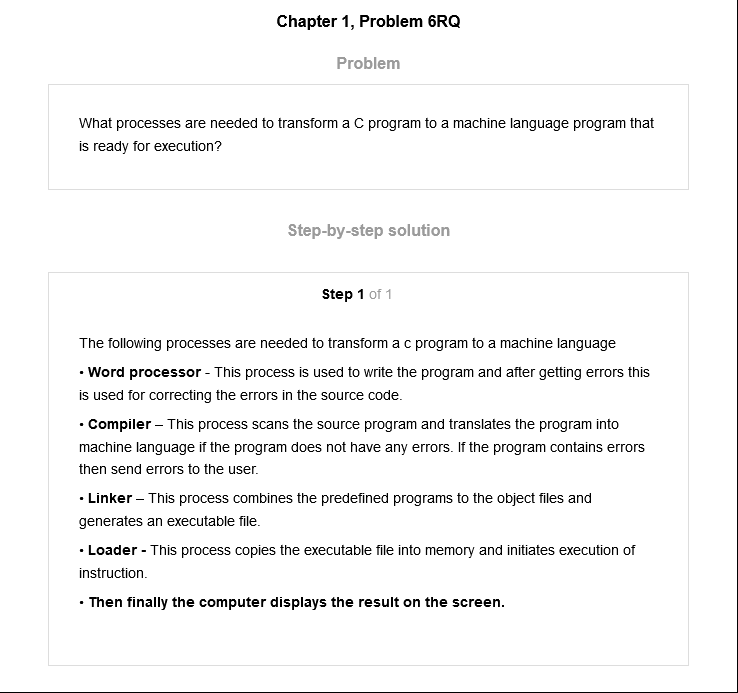 Chapter 1, Problem 6RQ
Problem
What processes are needed to transform a C program to a machine language program that
is ready for execution?
Step-by-step solution
Step 1 of 1
The following processes are needed to transform a c program to a machine language
• Word processor - This process is used to write the program and after getting errors this
is used for correcting the errors in the source code.
• Compiler – This process scans the source program and translates the program into
machine language if the program does not have any errors. If the program contains errors
then send errors to the user.
• Linker – This process combines the predefined programs to the object files and
generates an executable file.
• Loader - This process copies the executable file into memory and initiates execution of
instruction.
• Then finally the computer displays the result on the screen.